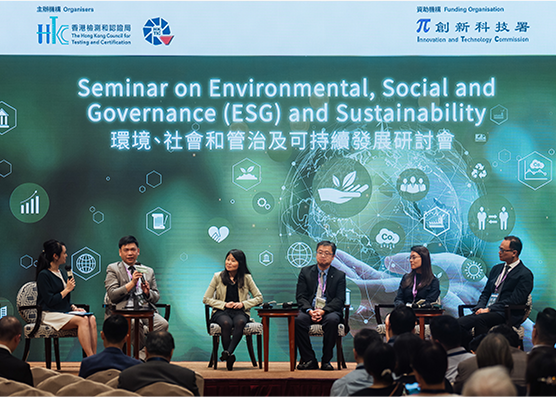 主辦機構 Organisers
資助機構 Funding Organisation
HKTC
香港檢測和認證局
The Hong Kong Council for
Testing and Certification
π 創新科技署
Innovation and Technology Commission
Seminar on Environmental, Social and
Governance (ESG) and Sustainability
環境、社會和管治及可持續發展研討會